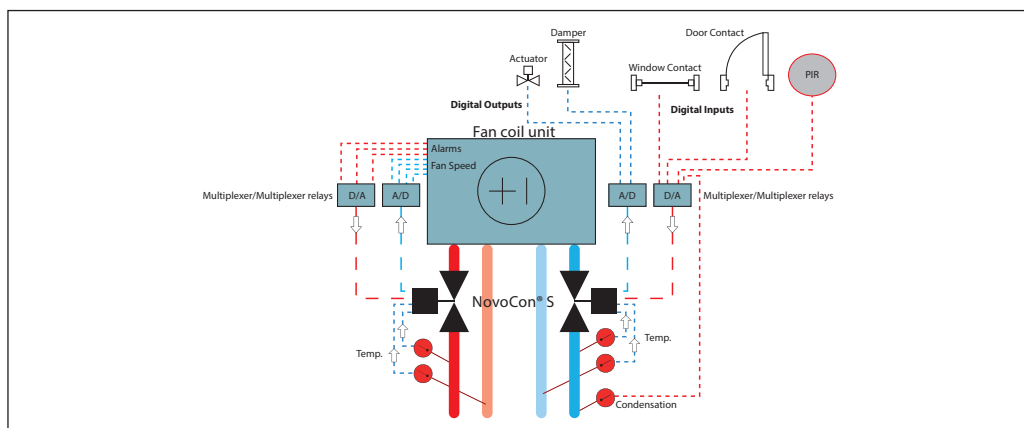 Damper
Actuator
Door Contact
Window Contact
PIR
Digital Outputs
Digital Inputs
Fan coil unit
Alarms
Fan Speed
Multiplexer/Multiplexer relays
D/A
A/D
A/D
D/A
Multiplexer/Multiplexer relays
NovoCon® S
Temp.
Temp.
Condensation